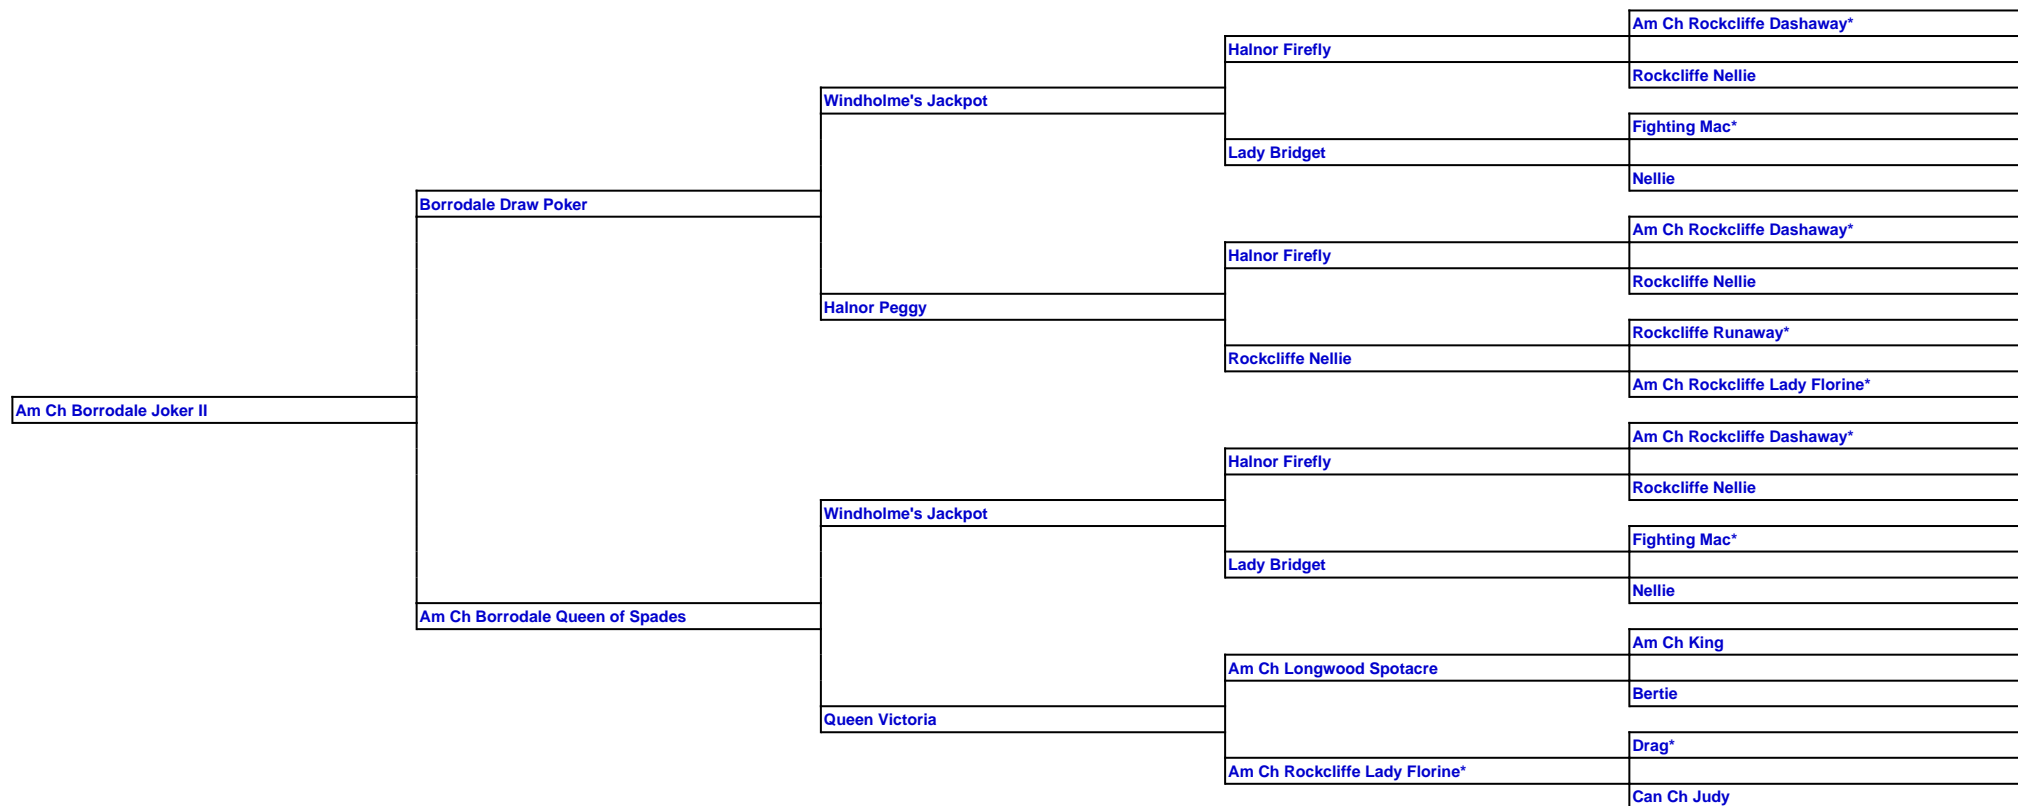 Am Ch Rockcliffe Dashaway*
Halnor Firefly
Rockcliffe Nellie
Windholme's Jackpot
Fighting Mac*
Lady Bridget
Nellie
Borrodale Draw Poker
Am Ch Rockcliffe Dashaway*
Halnor Firefly
Rockcliffe Nellie
Halnor Peggy
Rockcliffe Runaway*
Rockcliffe Nellie
Am Ch Rockcliffe Lady Florine*
Am Ch Borrodale Joker II
Am Ch Rockcliffe Dashaway*
Halnor Firefly
Rockcliffe Nellie
Windholme's Jackpot
Fighting Mac*
Lady Bridget
Nellie
Am Ch Borrodale Queen of Spades
Am Ch King
Am Ch Longwood Spotacre
Bertie
Queen Victoria
Drag*
Am Ch Rockcliffe Lady Florine*
Can Ch Judy